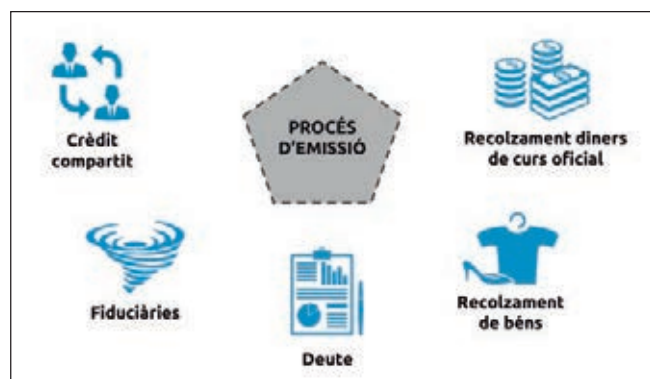 Crèdit
compartit
PROCÉS
D'EMISSIÓ
Recolzament diners
de curs oficial
Fiduciàries
Deute
Recolzament
de béns